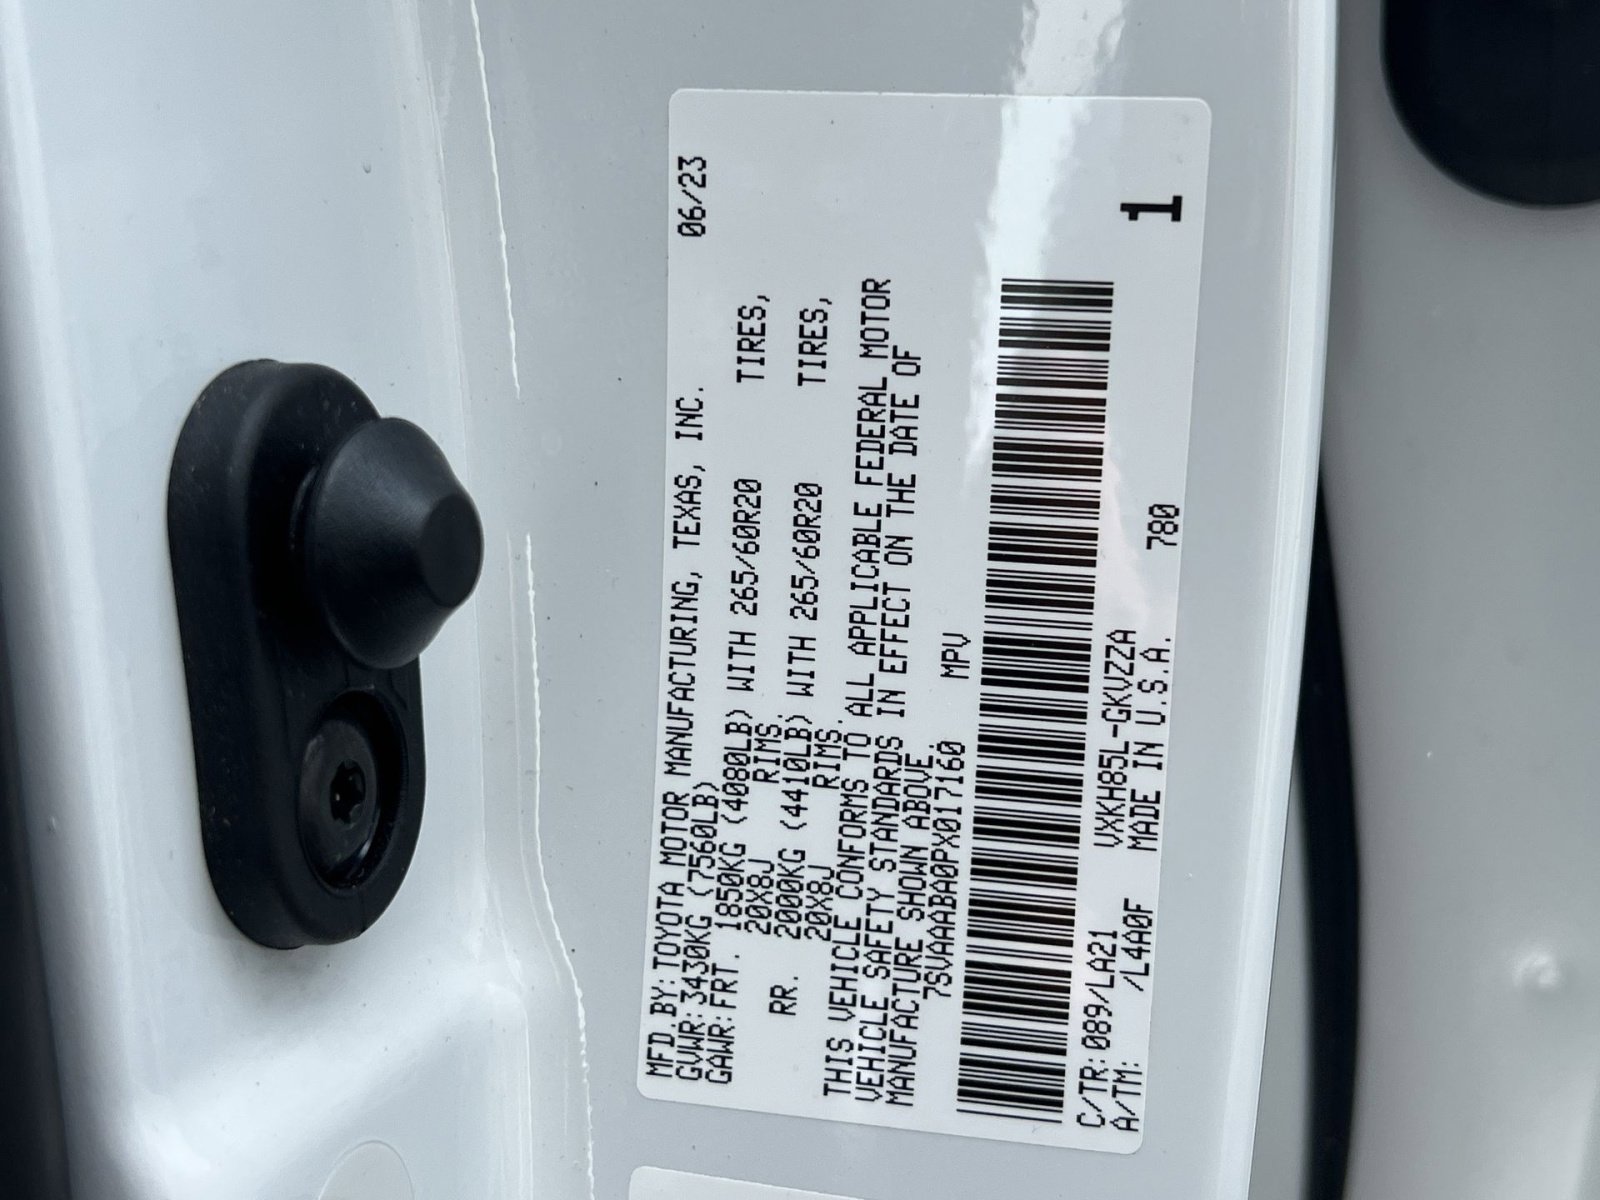 MFD.BY:TOYOTA MOTOR MANUFACTURING, TEXAS, INC. 06/23
GVWR:3430KG (7560LB)
GAWR:FRT. 1850KG (4080LB) WITH 265/60R20 TIRES,
20X8J RIMS.
RR. 2000KG (4410LB) WITH 265/60R20 TIRES,
20X8J RIMS.
THIS VEHICLE CONFORMS TO ALL APPLICABLE FEDERAL MOTOR
VEHICLE SAFETY STANDARDS IN EFFECT ON THE DATE OF
MANUFACTURE SHOWN ABOVE.
7SVAAABA0PX017160 MPV
C/TR:089/LA21 VXKH85L-GKVZZA
A/TM: /L4A0F MADE IN U.S.A. 780
1